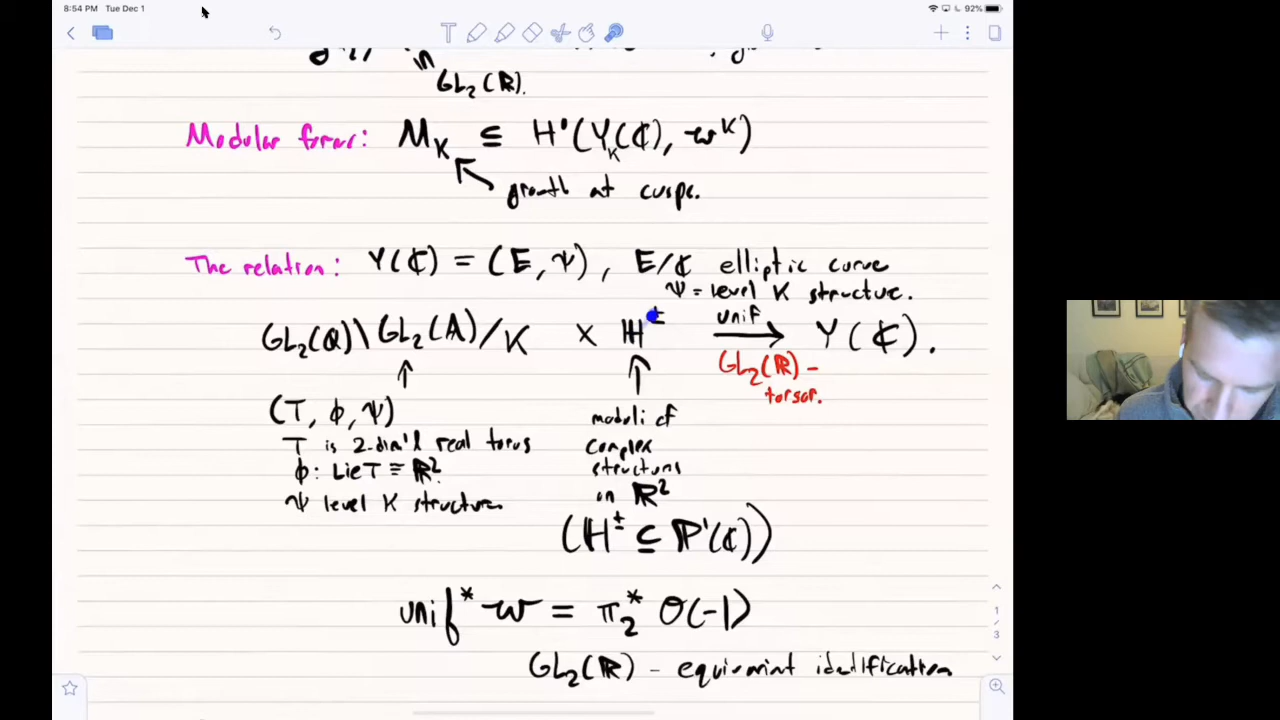 8:54 PM Tue Dec 1
92%
GL₂(ℝ).
Modular forms: M_K ⊆ H⁰(Y_K(ℂ), ω^k)
growth at cusps.
The relation: Y(ℂ) = (E, Ψ), E/ℂ elliptic curve
Ψ = level K structure.
GL₂(ℚ)\GL₂(𝔸)/K × ℍ^± unif → Y(ℂ).
GL₂(ℝ)-
torsor.
(T, φ, Ψ)
T is 2-dim'l real torus
φ: Lie T ≅ ℝ².
Ψ level K structure
moduli of
complex
structures
on ℝ²
(ℍ^± ⊆ ℙ¹(ℂ))
unif* ω = π₂* O(-1)
GL₂(ℝ) - equivariant identification
1
/
3